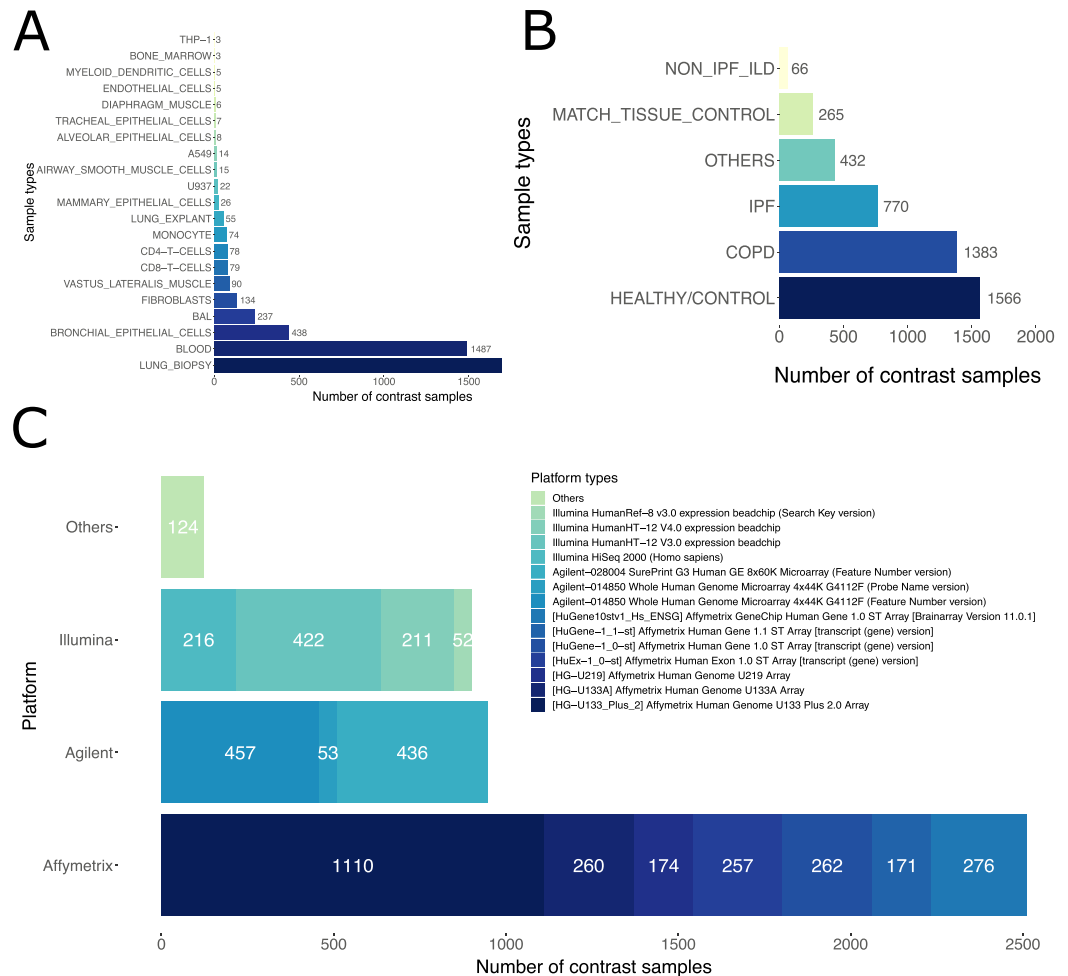 A
Sample types
THP−1 3
BONE_MARROW 3
MYELOID_DENDRITIC_CELLS 5
ENDOTHELIAL_CELLS 5
DIAPHRAGM_MUSCLE 6
TRACHEAL_EPITHELIAL_CELLS 7
ALVEOLAR_EPITHELIAL_CELLS 8
A549 14
AIRWAY_SMOOTH_MUSCLE_CELLS 15
U937 22
MAMMARY_EPITHELIAL_CELLS 26
LUNG_EXPLANT 55
MONOCYTE 74
CD4−T−CELLS 78
CD8−T−CELLS 79
VASTUS_LATERALIS_MUSCLE 90
FIBROBLASTS 134
BAL 237
BRONCHIAL_EPITHELIAL_CELLS 438
BLOOD 1487
LUNG_BIOPSY
0 500 1000 1500
Number of contrast samples
B
Sample types
NON_IPF_ILD 66
MATCH_TISSUE_CONTROL 265
OTHERS 432
IPF 770
COPD 1383
HEALTHY/CONTROL 1566
0 500 1000 1500 2000
Number of contrast samples
C
Platform
Others 124
Illumina 216 422 211 52
Agilent 457 53 436
Affymetrix 1110 260 174 257 262 171 276
0 500 1000 1500 2000 2500
Number of contrast samples
Platform types
Others
Illumina HumanRef−8 v3.0 expression beadchip (Search Key version)
Illumina HumanHT−12 V4.0 expression beadchip
Illumina HumanHT−12 V3.0 expression beadchip
Illumina HiSeq 2000 (Homo sapiens)
Agilent−028004 SurePrint G3 Human GE 8x60K Microarray (Feature Number version)
Agilent−014850 Whole Human Genome Microarray 4x44K G4112F (Probe Name version)
Agilent−014850 Whole Human Genome Microarray 4x44K G4112F (Feature Number version)
[HuGene10stv1_Hs_ENSG] Affymetrix GeneChip Human Gene 1.0 ST Array [Brainarray Version 11.0.1]
[HuGene−1_1−st] Affymetrix Human Gene 1.1 ST Array [transcript (gene) version]
[HuGene−1_0−st] Affymetrix Human Gene 1.0 ST Array [transcript (gene) version]
[HuEx−1_0−st] Affymetrix Human Exon 1.0 ST Array [transcript (gene) version]
[HG−U219] Affymetrix Human Genome U219 Array
[HG−U133A] Affymetrix Human Genome U133A Array
[HG−U133_Plus_2] Affymetrix Human Genome U133 Plus 2.0 Array